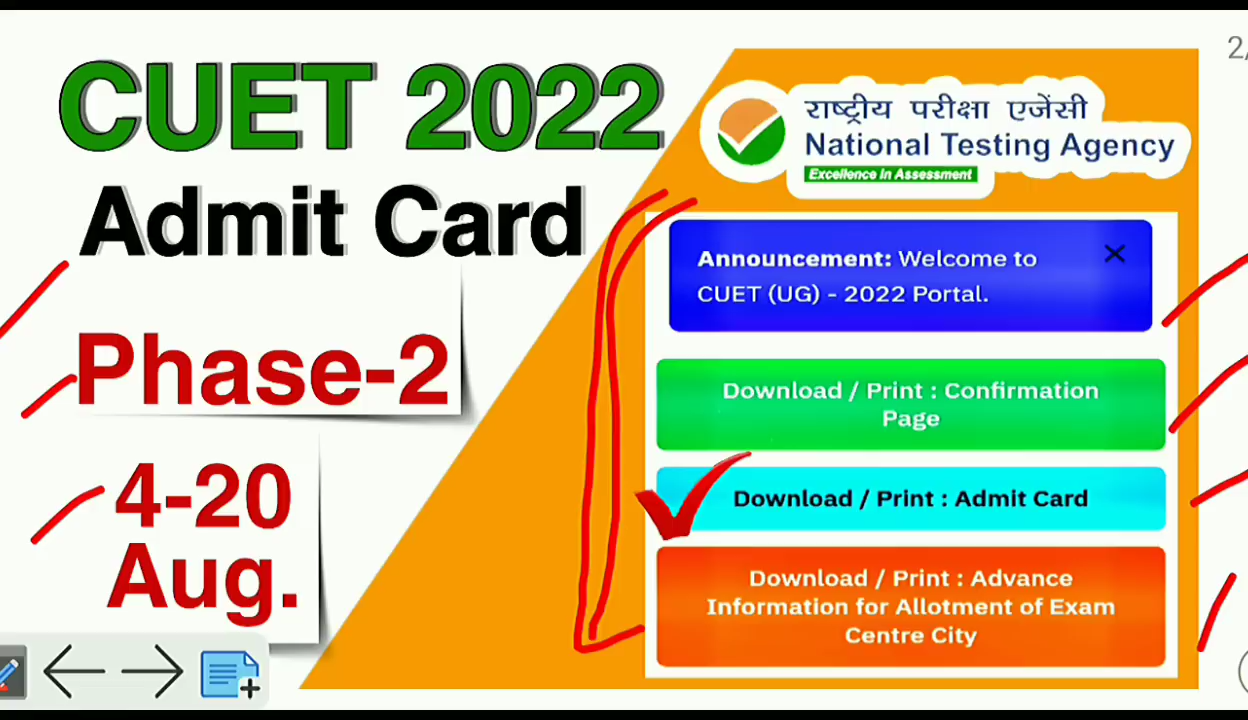 CUET 2022
Admit Card
Phase-2
4-20
Aug.
2/
राष्ट्रीय परीक्षा एजेंसी
National Testing Agency
Excellence in Assessment
Announcement: Welcome to
CUET (UG) - 2022 Portal.
Download / Print : Confirmation
Page
Download / Print : Admit Card
Download / Print : Advance
Information for Allotment of Exam
Centre City